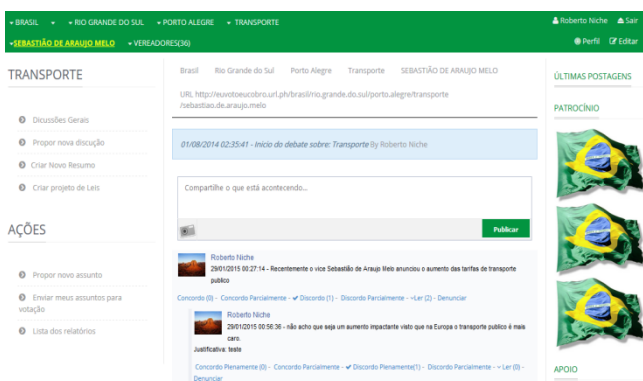 BRASIL RIO GRANDE DO SUL PORTO ALEGRE TRANSPORTE
Roberto Niche Sair
SEBASTIÃO DE ARAUJO MELO VEREADORES(36)
Perfil Editar
TRANSPORTE
Dicussões Gerais
Propor nova discução
Criar Novo Resumo
Criar projeto de Leis
AÇÕES
Propor novo assunto
Enviar meus assuntos para
votação
Lista dos relatórios
Brasil Rio Grande do Sul Porto Alegre Transporte SEBASTIÃO DE ARAUJO MELO
URL http://euvotoeucobro.url.ph/brasil/rio.grande.do.sul/porto.alegre/transporte
/sebastiao.de.araujo.melo
01/08/2014 02:35:41 - Início do debate sobre: Transporte By Roberto Niche
Compartilhe o que está acontecendo...
Publicar
Roberto Niche
29/01/2015 00:27:14 - Recentemente o vice Sebastião de Araujo Melo anunciou o aumento das tarifas de transporte
publico
Concordo (0) - Concordo Parcialmente - ✔ Discordo (1) - Discordo Parcialmente - Ler (2) - Denunciar
Roberto Niche
29/01/2015 00:56:36 - não acho que seja um aumento impactante visto que na Europa o transporte publico é mais
caro.
Justificativa: teste
Concordo Plenamente (0) - Concordo Parcialmente - ✔ Discordo Plenamente(1) - Discordo Parcialmente - Ler (0) -
Denunciar
ÚLTIMAS POSTAGENS
PATROCÍNIO
APOIO